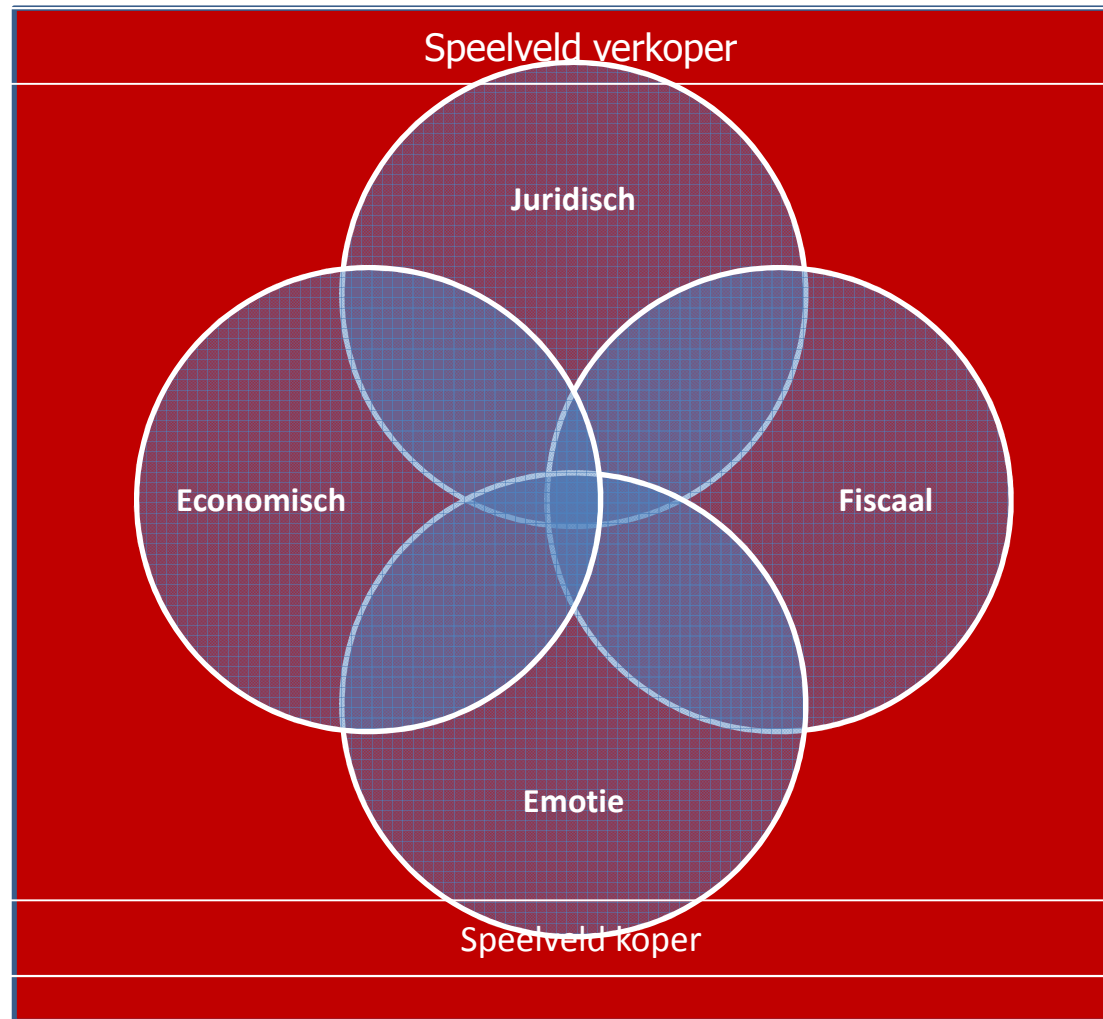 Speelveld verkoper
Juridisch
Economisch
Fiscaal
Emotie
Speelveld koper